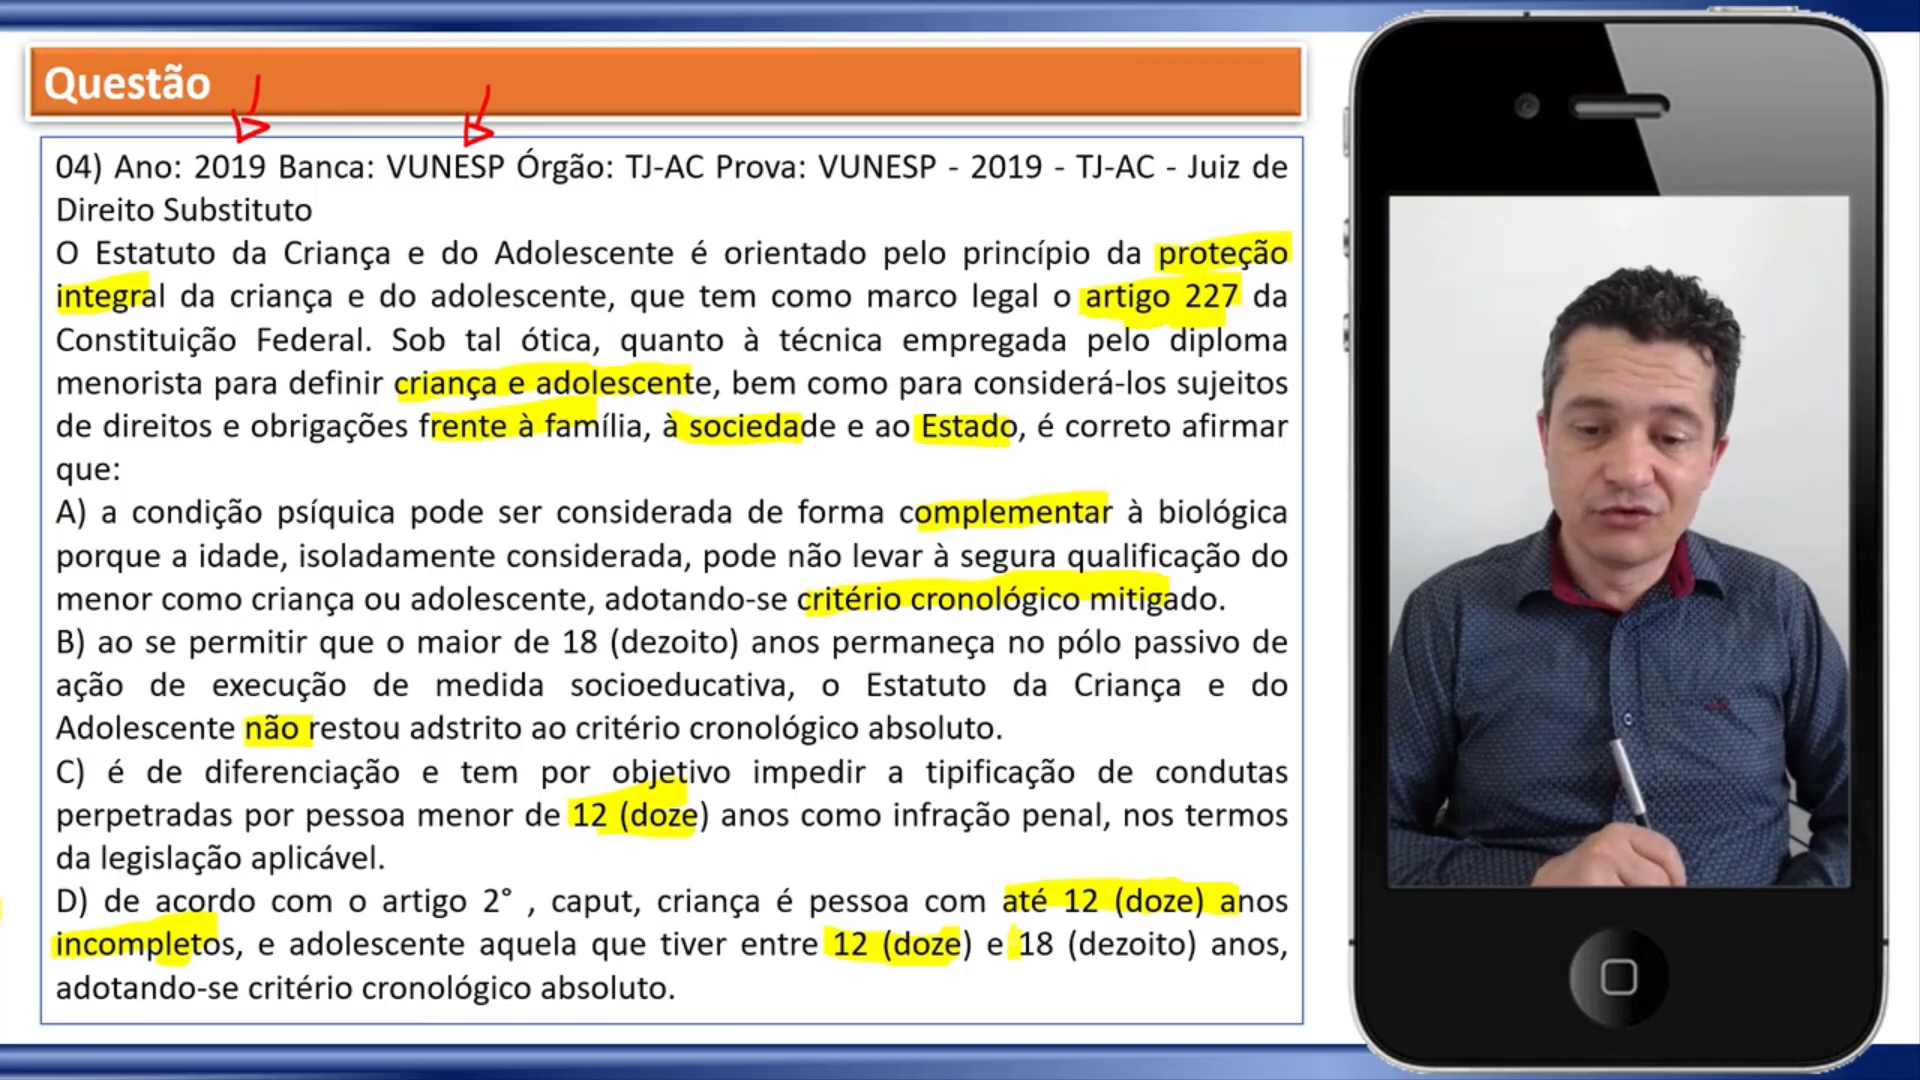 Questão
04) Ano: 2019 Banca: VUNESP Órgão: TJ-AC Prova: VUNESP - 2019 - TJ-AC - Juiz de
Direito Substituto
O Estatuto da Criança e do Adolescente é orientado pelo princípio da proteção
integral da criança e do adolescente, que tem como marco legal o artigo 227 da
Constituição Federal. Sob tal ótica, quanto à técnica empregada pelo diploma
menorista para definir criança e adolescente, bem como para considerá-los sujeitos
de direitos e obrigações frente à família, à sociedade e ao Estado, é correto afirmar
que:
A) a condição psíquica pode ser considerada de forma complementar à biológica
porque a idade, isoladamente considerada, pode não levar à segura qualificação do
menor como criança ou adolescente, adotando-se critério cronológico mitigado.
B) ao se permitir que o maior de 18 (dezoito) anos permaneça no pólo passivo de
ação de execução de medida socioeducativa, o Estatuto da Criança e do
Adolescente não restou adstrito ao critério cronológico absoluto.
C) é de diferenciação e tem por objetivo impedir a tipificação de condutas
perpetradas por pessoa menor de 12 (doze) anos como infração penal, nos termos
da legislação aplicável.
D) de acordo com o artigo 2° , caput, criança é pessoa com até 12 (doze) anos
incompletos, e adolescente aquela que tiver entre 12 (doze) e 18 (dezoito) anos,
adotando-se critério cronológico absoluto.